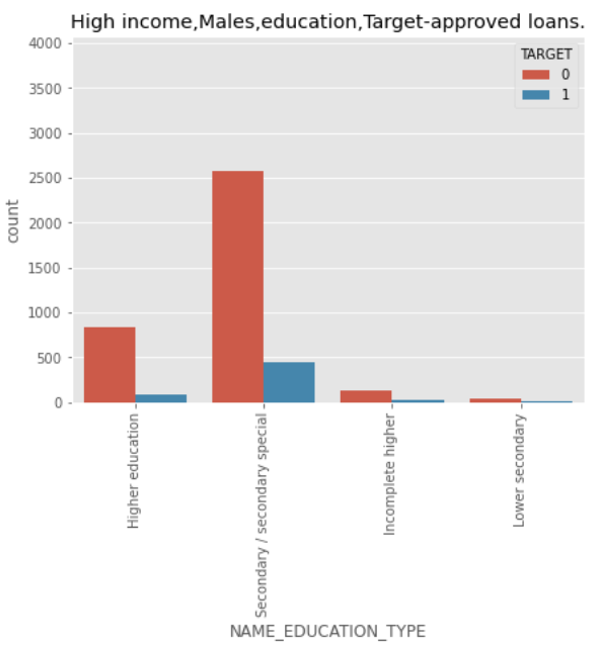 High income,Males,education,Target-approved loans.
4000
3500
3000
2500
2000
1500
1000
500
0
count
TARGET
0
1
Higher education
Secondary / secondary special
Incomplete higher
Lower secondary
NAME_EDUCATION_TYPE